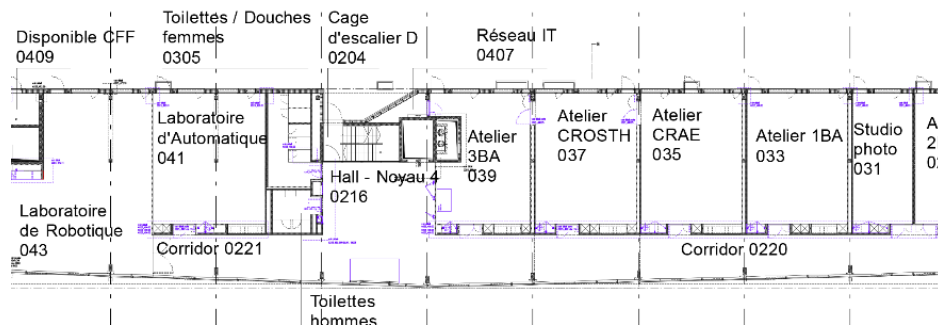 Disponible CFF
0409
Toilettes / Douches
femmes
0305
Cage
d'escalier D
0204
Réseau IT
0407
Laboratoire
d'Automatique
041
Atelier
3BA
039
Atelier
CROSTH
037
Atelier
CRAE
035
Atelier 1BA
033
Studio
photo
031
A
2
Hall - Noyau 4
0216
Laboratoire
de Robotique
043
Corridor 0221
Corridor 0220
Toilettes
hommes